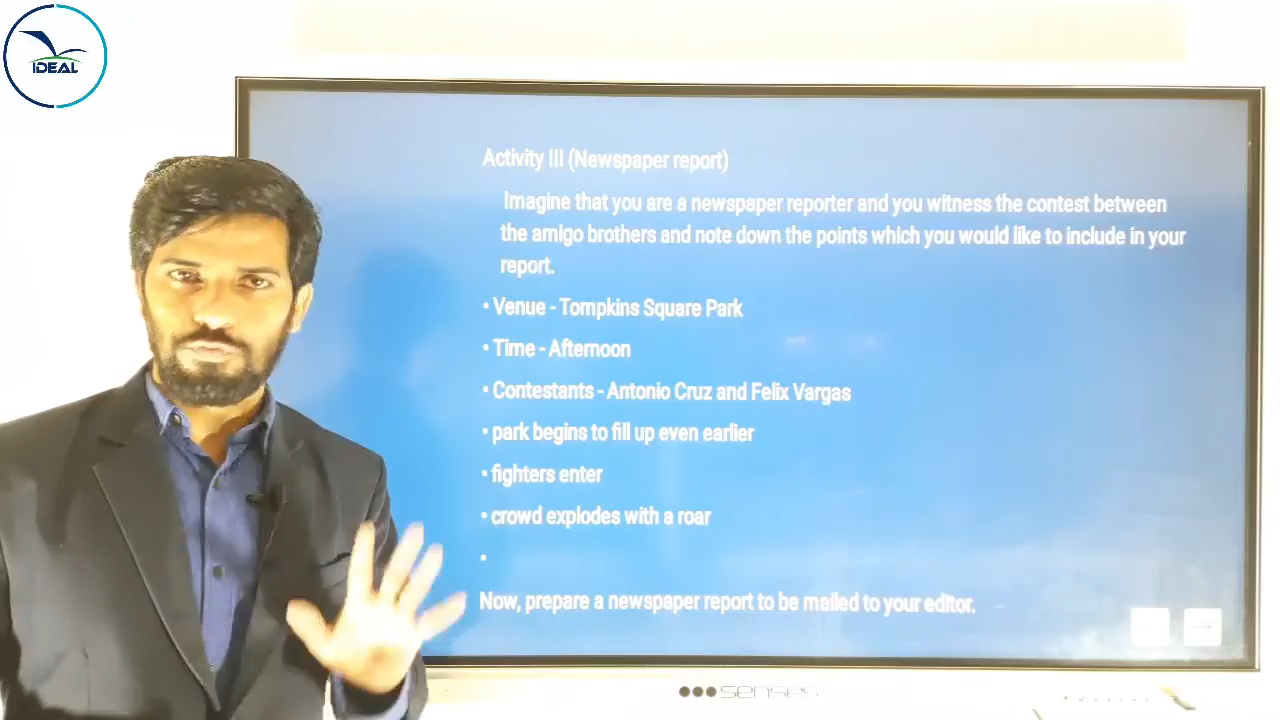 IDEAL
Activity III (Newspaper report)
Imagine that you are a newspaper reporter and you witness the contest between
the amigo brothers and note down the points which you would like to include in your
report.
• Venue - Tompkins Square Park
• Time - Afternoon
• Contestants - Antonio Cruz and Felix Vargas
• park begins to fill up even earlier
• fighters enter
• crowd explodes with a roar
•
Now, prepare a newspaper report to be mailed to your editor.
senses